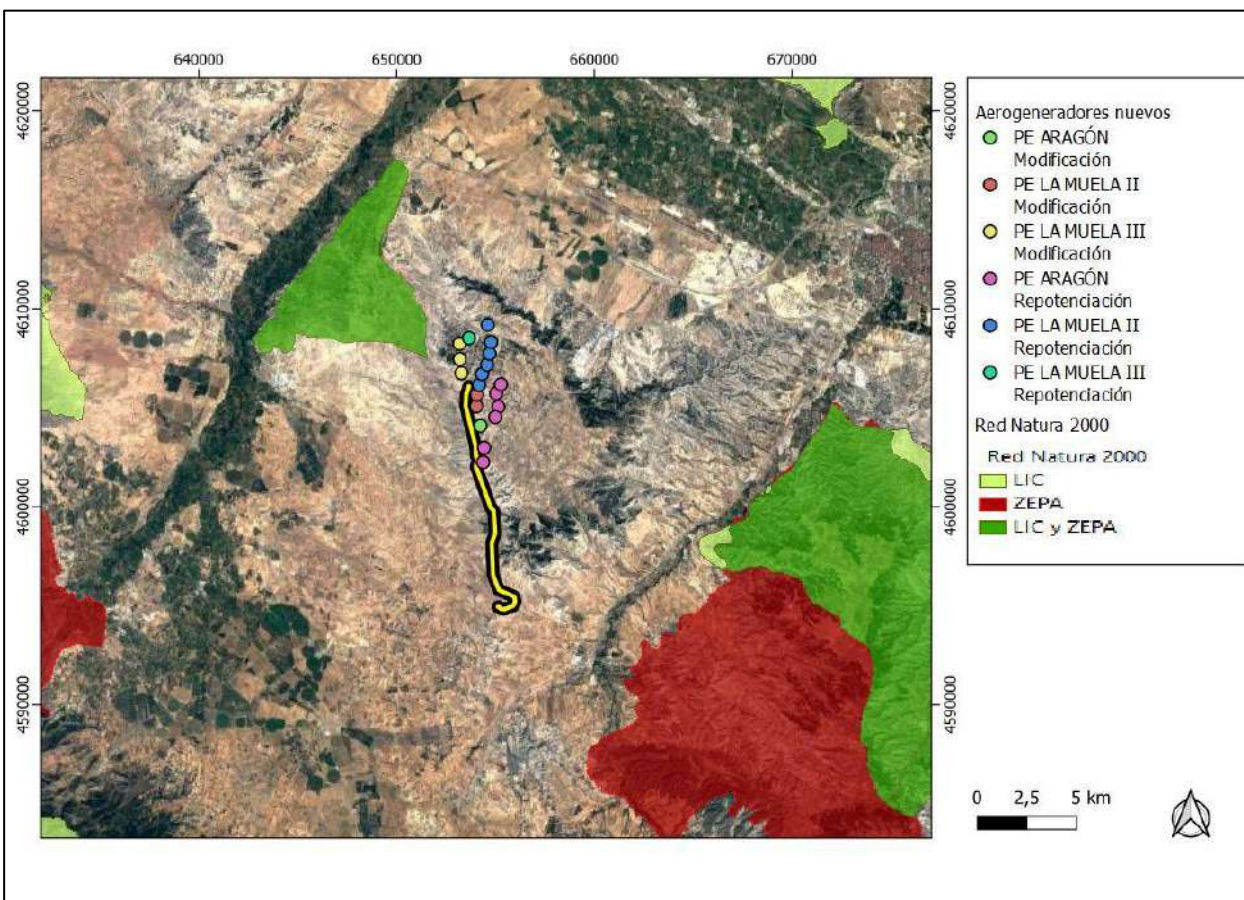 640000
650000
660000
670000
4620000
4620000
4610000
4610000
4600000
4600000
4590000
4590000
Aerogeneradores nuevos
PE ARAGÓN
Modificación
PE LA MUELA II
Modificación
PE LA MUELA III
Modificación
PE ARAGÓN
Repotenciación
PE LA MUELA II
Repotenciación
PE LA MUELA III
Repotenciación
Red Natura 2000
Red Natura 2000
LIC
ZEPA
LIC y ZEPA
0 2,5 5 km